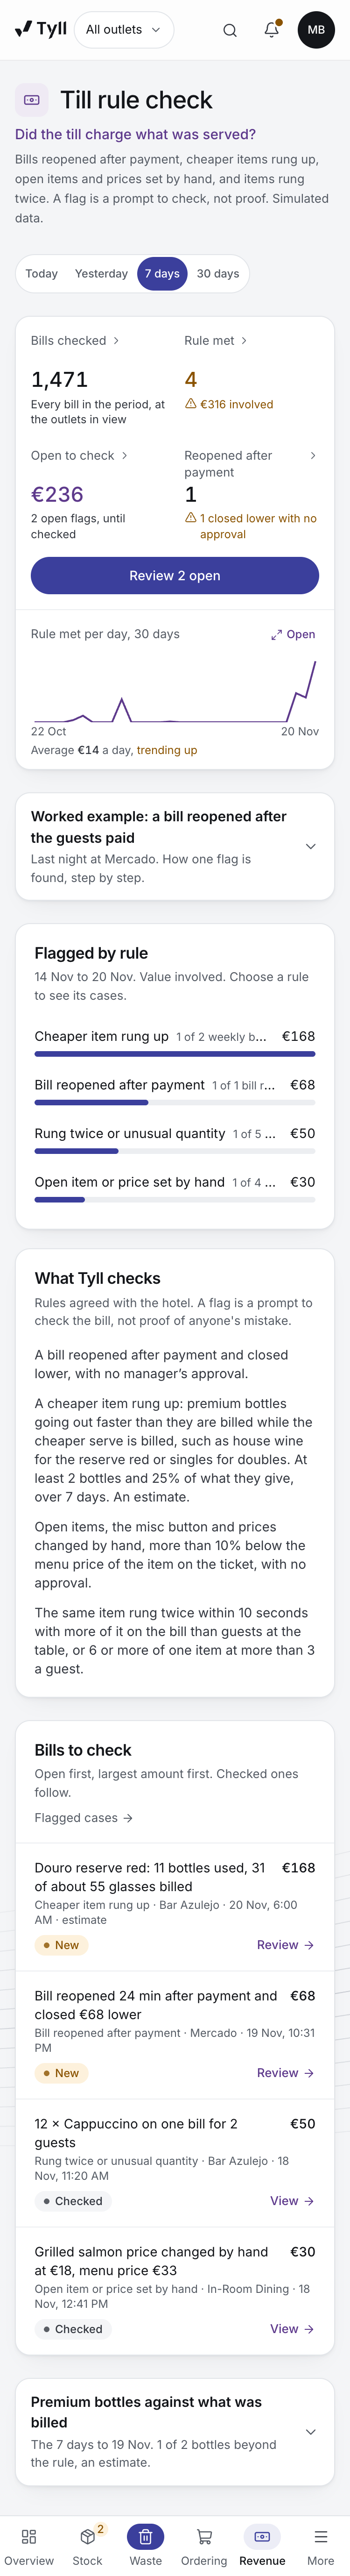 Tyll
All outlets
MB
Till rule check
Did the till charge what was served?
Bills reopened after payment, cheaper items rung up,
open items and prices set by hand, and items rung
twice. A flag is a prompt to check, not proof. Simulated
data.
Today
Yesterday
7 days
30 days
Bills checked
Rule met
1,471
4
Every bill in the period, at
the outlets in view
€316 involved
Open to check
Reopened after
payment
€236
1
2 open flags, until
checked
1 closed lower with no
approval
Review 2 open
Rule met per day, 30 days
Open
22 Oct
20 Nov
Average €14 a day, trending up
Worked example: a bill reopened after
the guests paid
Last night at Mercado. How one flag is
found, step by step.
Flagged by rule
14 Nov to 20 Nov. Value involved. Choose a rule
to see its cases.
Cheaper item rung up 1 of 2 weekly b... €168
Bill reopened after payment 1 of 1 bill r... €68
Rung twice or unusual quantity 1 of 5 ... €50
Open item or price set by hand 1 of 4 ... €30
What Tyll checks
Rules agreed with the hotel. A flag is a prompt to
check the bill, not proof of anyone's mistake.
A bill reopened after payment and closed
lower, with no manager’s approval.
A cheaper item rung up: premium bottles
going out faster than they are billed while the
cheaper serve is billed, such as house wine
for the reserve red or singles for doubles. At
least 2 bottles and 25% of what they give,
over 7 days. An estimate.
Open items, the misc button and prices
changed by hand, more than 10% below the
menu price of the item on the ticket, with no
approval.
The same item rung twice within 10 seconds
with more of it on the bill than guests at the
table, or 6 or more of one item at more than 3
a guest.
Bills to check
Open first, largest amount first. Checked ones
follow.
Flagged cases →
Douro reserve red: 11 bottles used, 31
of about 55 glasses billed
€168
Cheaper item rung up · Bar Azulejo · 20 Nov, 6:00
AM · estimate
New
Review →
Bill reopened 24 min after payment and
closed €68 lower
€68
Bill reopened after payment · Mercado · 19 Nov, 10:31
PM
New
Review →
12 × Cappuccino on one bill for 2
guests
€50
Rung twice or unusual quantity · Bar Azulejo · 18
Nov, 11:20 AM
Checked
View →
Grilled salmon price changed by hand
at €18, menu price €33
€30
Open item or price set by hand · In-Room Dining · 18
Nov, 12:41 PM
Checked
View →
Premium bottles against what was
billed
The 7 days to 19 Nov. 1 of 2 bottles beyond
the rule, an estimate.
2
Overview
Stock
Waste
Ordering
Revenue
More